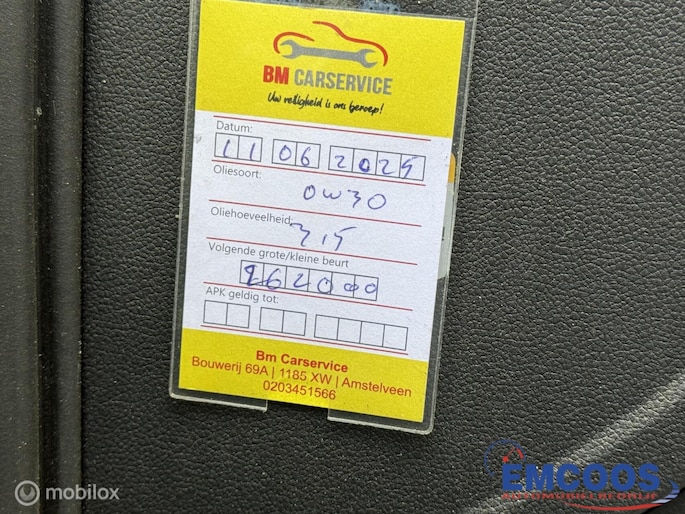 BM CARSERVICE
Uw veiligheid is ons beroep!
Datum:
11 06 2025
Oliesoort:
0W30
Oliehoeveelheid:
3,5
Volgende grote/kleine beurt
262000
APK geldig tot:
Bm Carservice
Bouwerij 69A | 1185 XW | Amstelveen
0203451566
EMCOOS
AUTOMOBIELBEDRIJF
mobilox